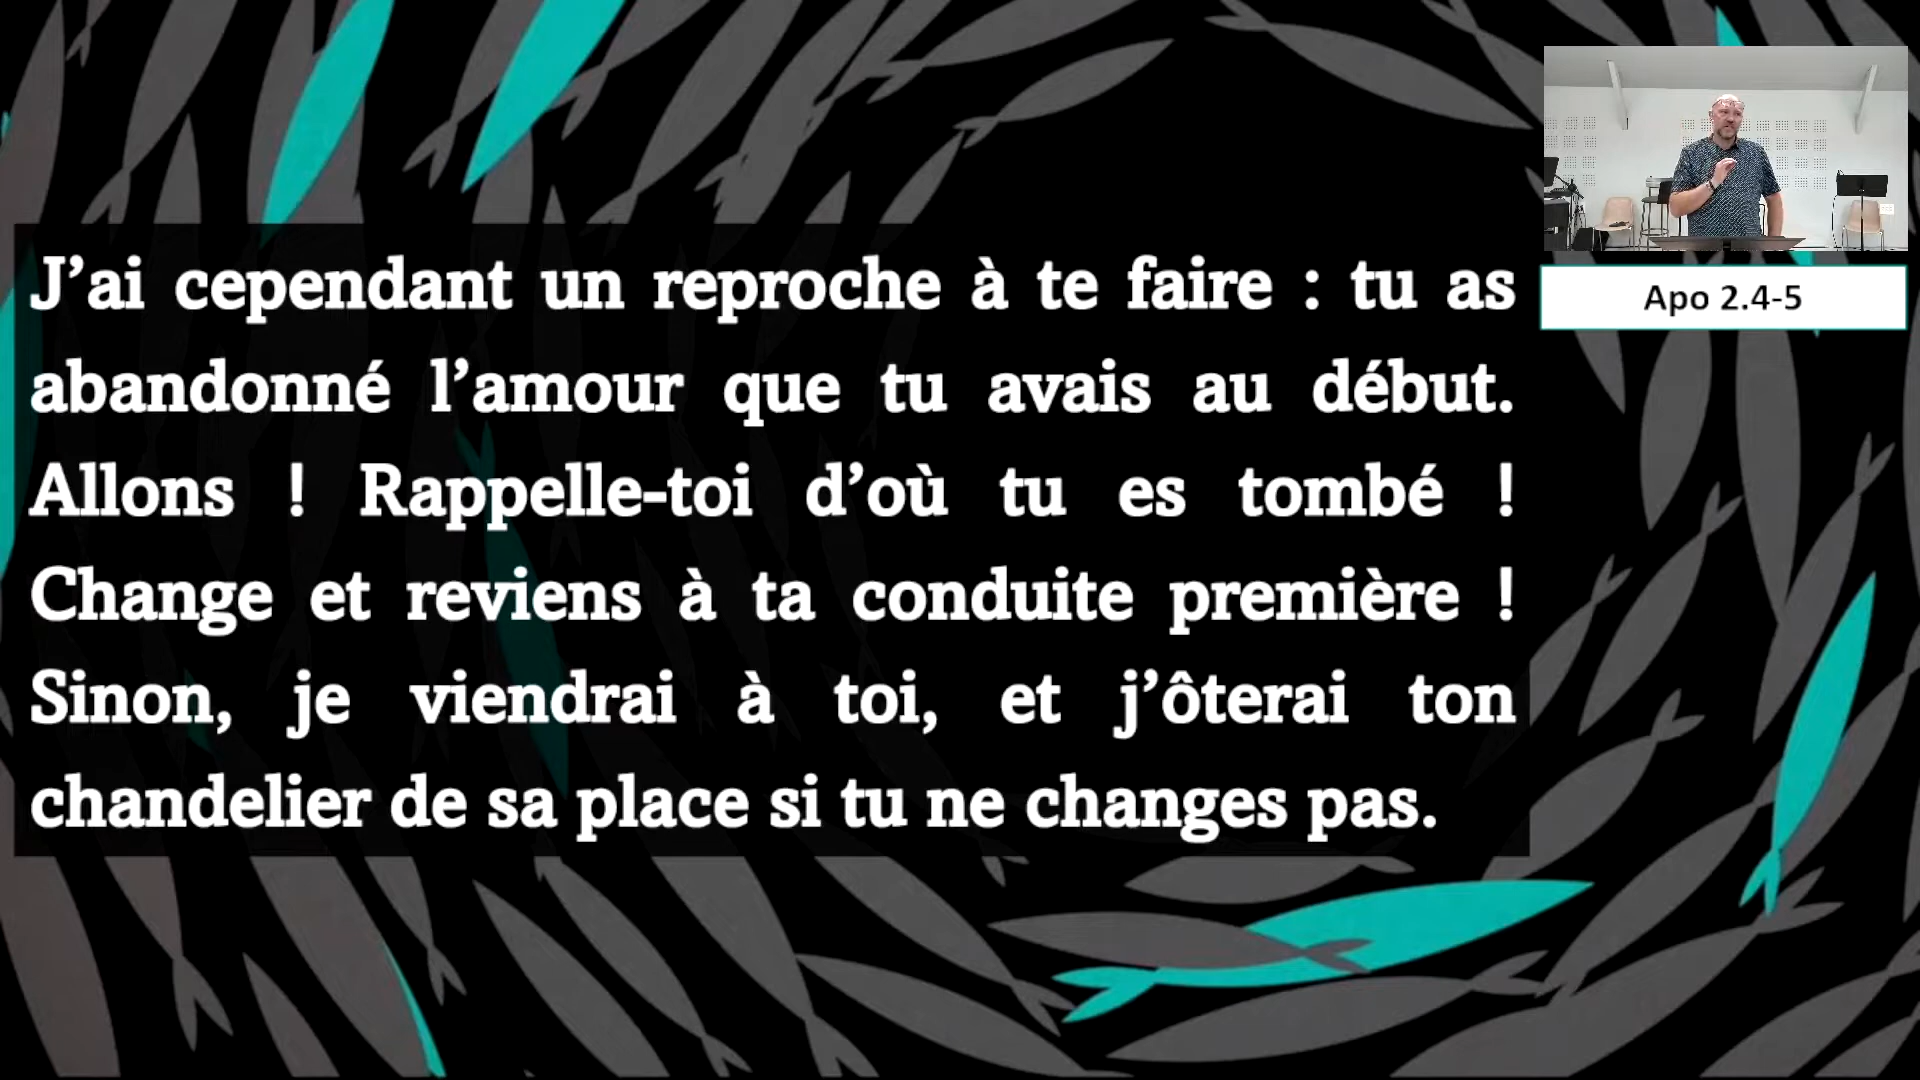 J’ai cependant un reproche à te faire : tu as
abandonné l’amour que tu avais au début.
Allons ! Rappelle-toi d’où tu es tombé !
Change et reviens à ta conduite première !
Sinon, je viendrai à toi, et j’ôterai ton
chandelier de sa place si tu ne changes pas.
Apo 2.4-5